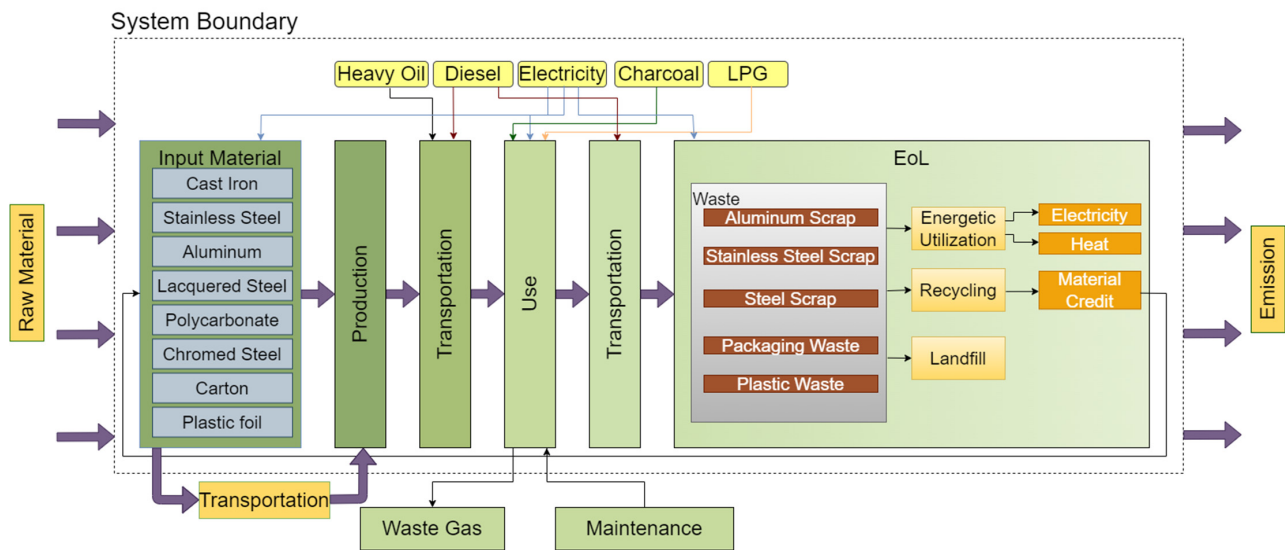 System Boundary
Heavy Oil
Diesel
Electricity
Charcoal
LPG
Raw Material
Input Material
Cast Iron
Stainless Steel
Aluminum
Lacquered Steel
Polycarbonate
Chromed Steel
Carton
Plastic foil
Transportation
Production
Transportation
Use
Transportation
Waste Gas
Maintenance
EoL
Waste
Aluminum Scrap
Stainless Steel Scrap
Steel Scrap
Packaging Waste
Plastic Waste
Energetic
Utilization
Recycling
Landfill
Electricity
Heat
Material
Credit
Emission